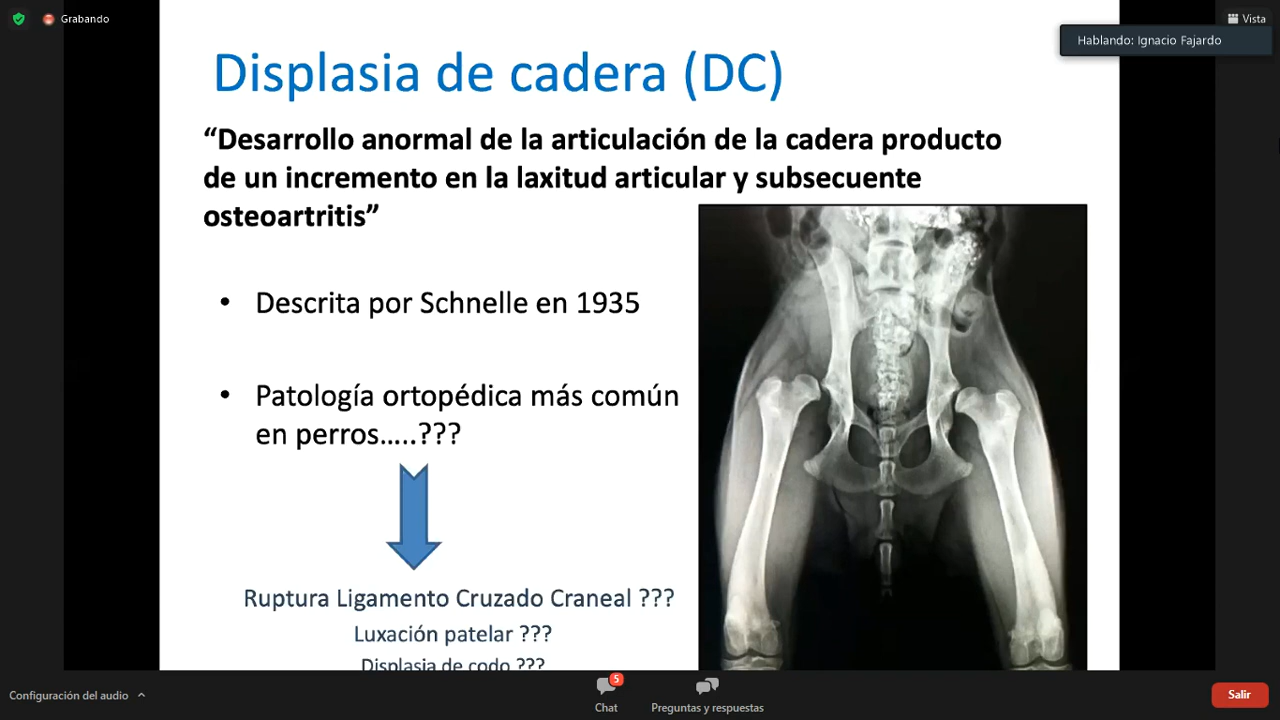 Grabando
Vista
Hablando: Ignacio Fajardo
Displasia de cadera (DC)
“Desarrollo anormal de la articulación de la cadera producto
de un incremento en la laxitud articular y subsecuente
osteoartritis”
• Descrita por Schnelle en 1935
• Patología ortopédica más común
en perros…..???
Ruptura Ligamento Cruzado Craneal ???
Luxación patelar ???
Displasia de codo ???
Configuración del audio
5
Chat
Preguntas y respuestas
Salir